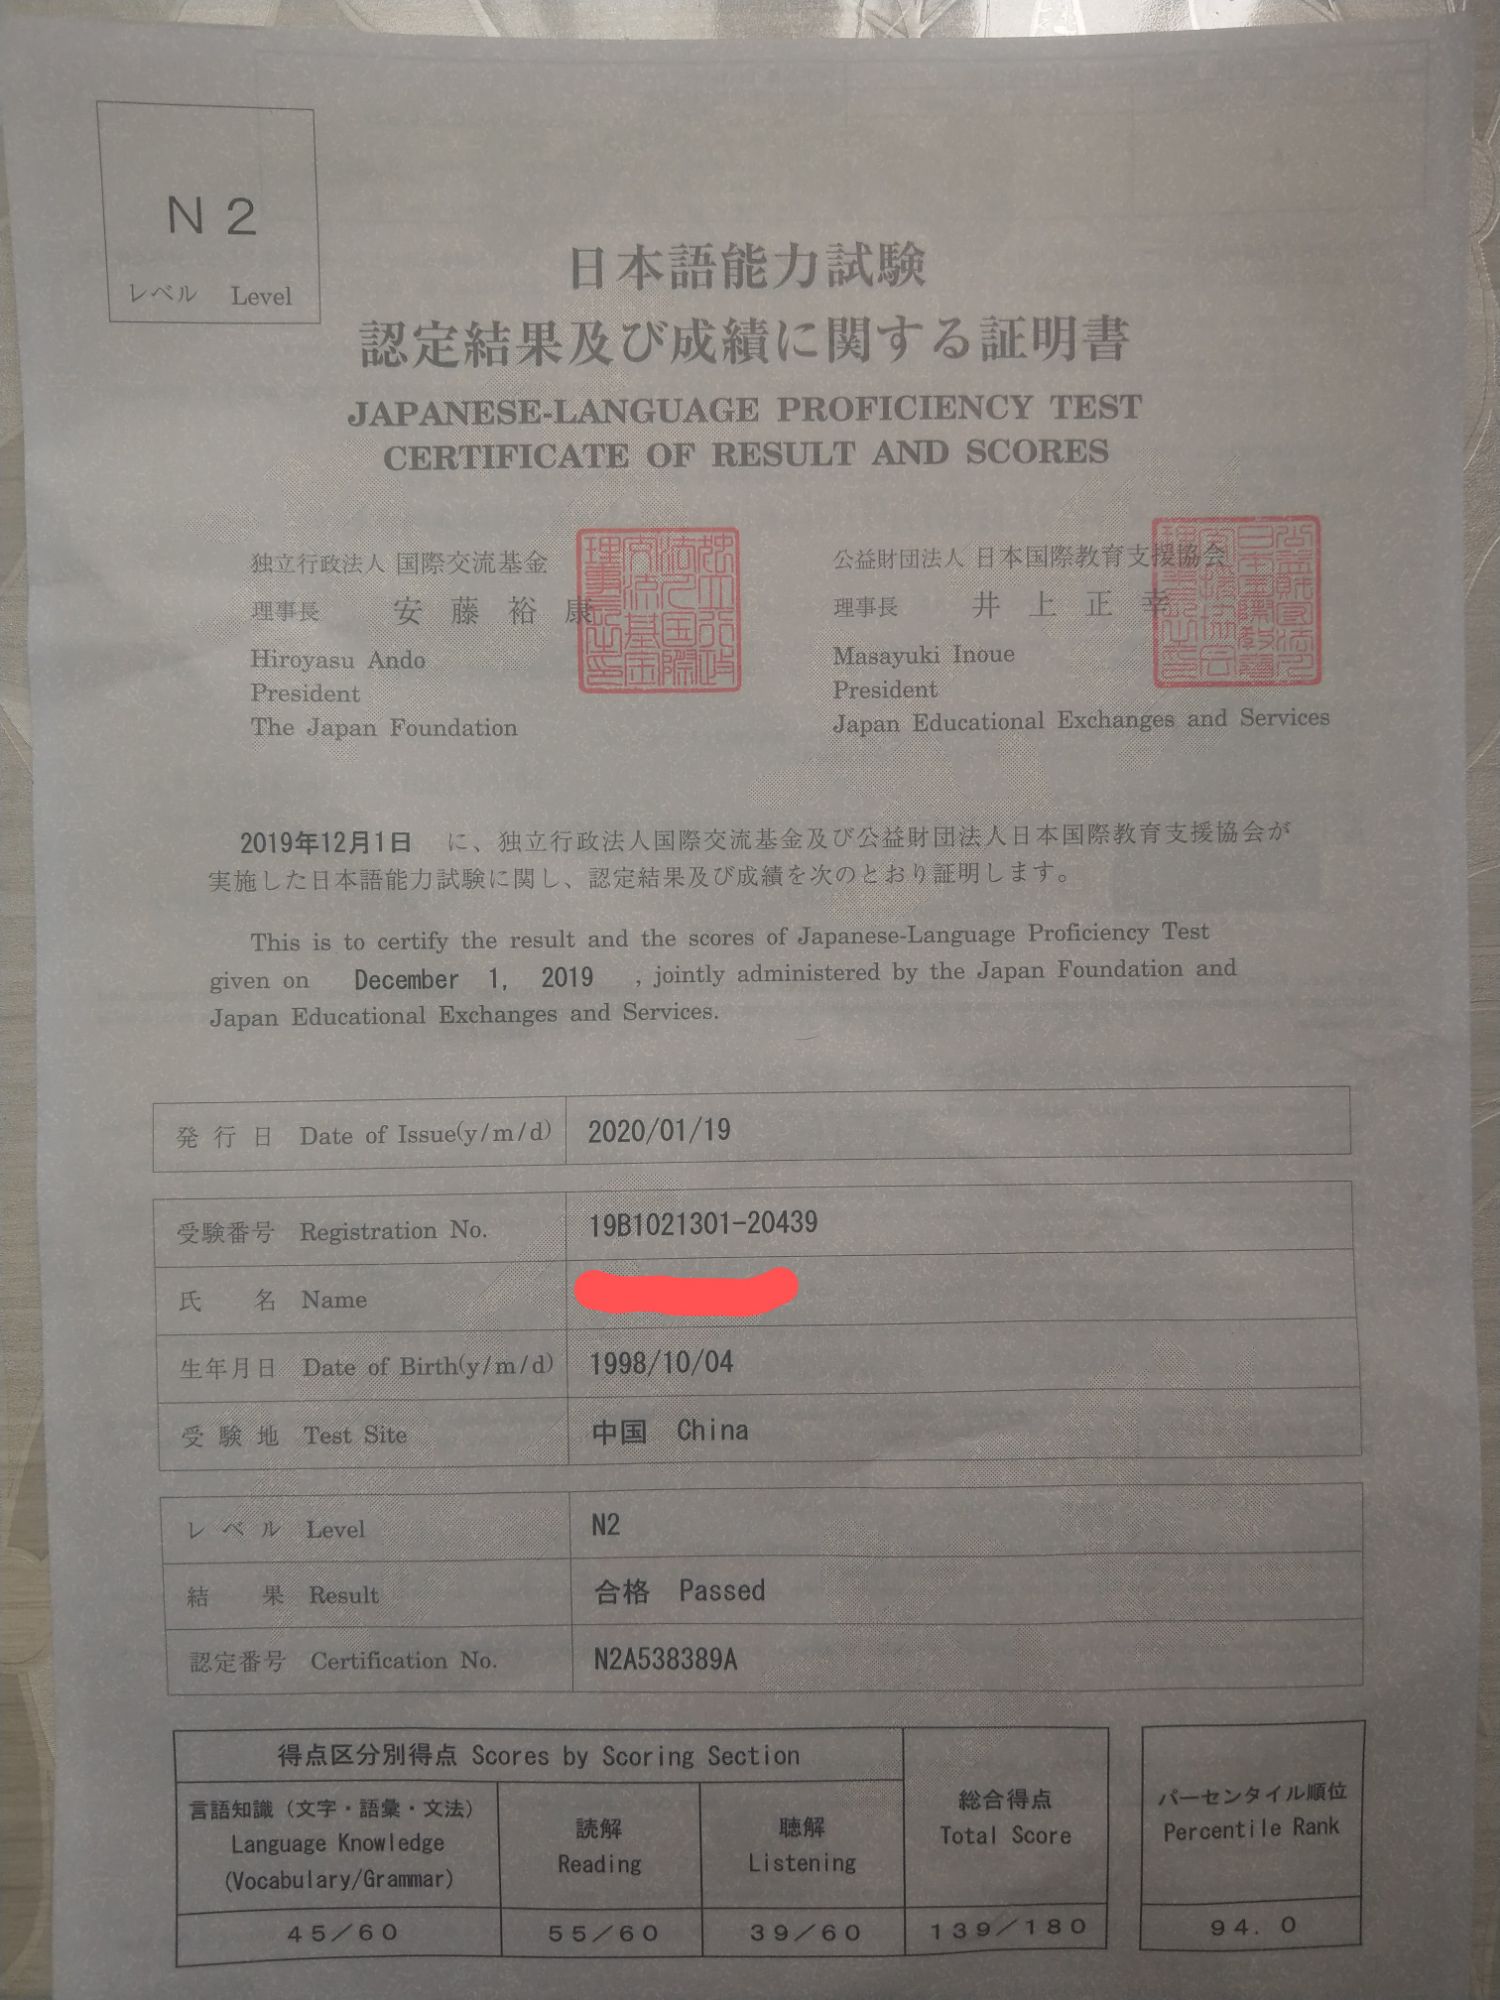 N2
レベル Level
日本語能力試験
認定結果及び成績に関する証明書
JAPANESE-LANGUAGE PROFICIENCY TEST
CERTIFICATE OF RESULT AND SCORES
独立行政法人 国際交流基金
理事長 安藤裕康
Hiroyasu Ando
President
The Japan Foundation
公益財団法人 日本国際教育支援協会
理事長 井上正幸
Masayuki Inoue
President
Japan Educational Exchanges and Services
2019年12月1日 に、独立行政法人国際交流基金及び公益財団法人日本国際教育支援協会が
実施した日本語能力試験に関し、認定結果及び成績を次のとおり証明します。
This is to certify the result and the scores of Japanese-Language Proficiency Test
given on December 1, 2019 , jointly administered by the Japan Foundation and
Japan Educational Exchanges and Services.
発行日 Date of Issue(y/m/d) 2020/01/19
受験番号 Registration No. 19B1021301-20439
氏名 Name
生年月日 Date of Birth(y/m/d) 1998/10/04
受験地 Test Site 中国 China
レベル Level N2
結果 Result 合格 Passed
認定番号 Certification No. N2A538389A
得点区分別得点 Scores by Scoring Section
言語知識（文字・語彙・文法）
Language Knowledge
(Vocabulary/Grammar)
読解
Reading
聴解
Listening
総合得点
Total Score
パーセンタイル順位
Percentile Rank
45／60 55／60 39／60 139／180 94.0